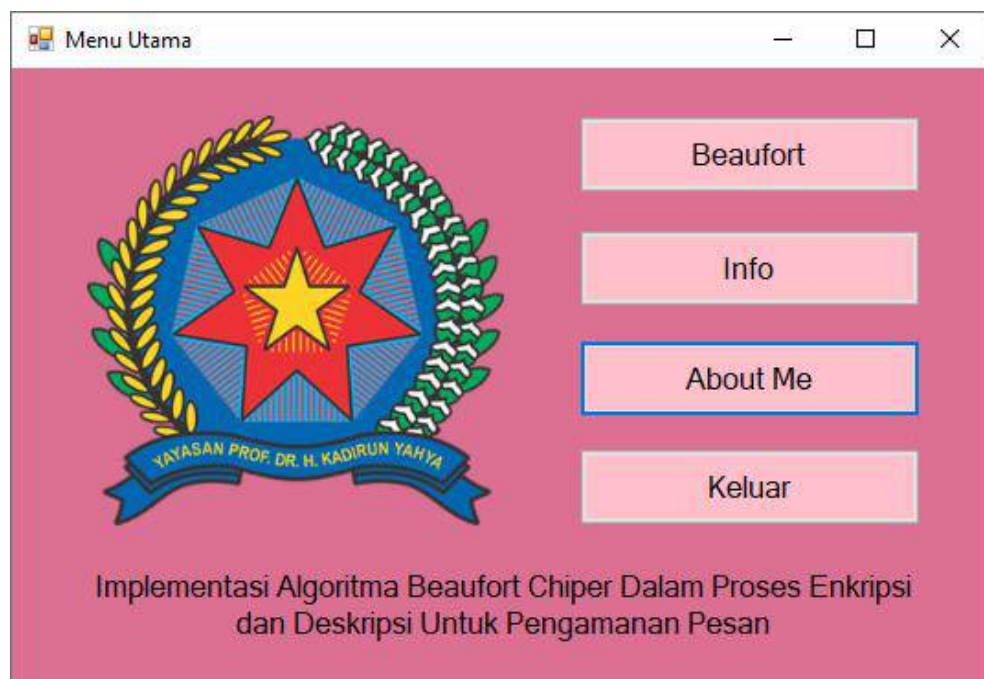 Menu Utama
Beaufort
Info
About Me
Keluar
YAYASAN PROF. DR. H. KADIRUN YAHYA
Implementasi Algoritma Beaufort Chiper Dalam Proses Enkripsi
dan Deskripsi Untuk Pengamanan Pesan